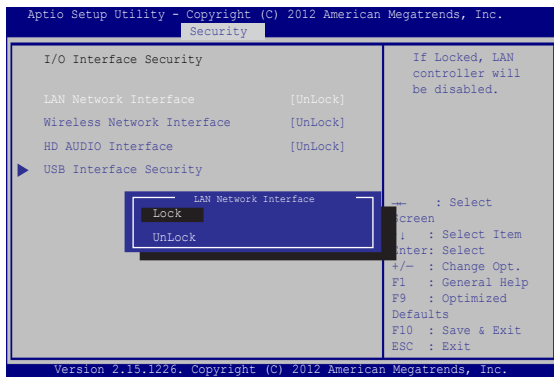 Aptio Setup Utility - Copyright (C) 2012 American Megatrends, Inc.
Security
I/O Interface Security
LAN Network Interface [UnLock]
Wireless Network Interface [UnLock]
HD AUDIO Interface [UnLock]
USB Interface Security
If Locked, LAN
controller will
be disabled.
LAN Network Interface
Lock
UnLock
→← : Select
Screen
↓ : Select Item
Enter: Select
+/— : Change Opt.
F1 : General Help
F9 : Optimized
Defaults
F10 : Save & Exit
ESC : Exit
Version 2.15.1226. Copyright (C) 2012 American Megatrends, Inc.